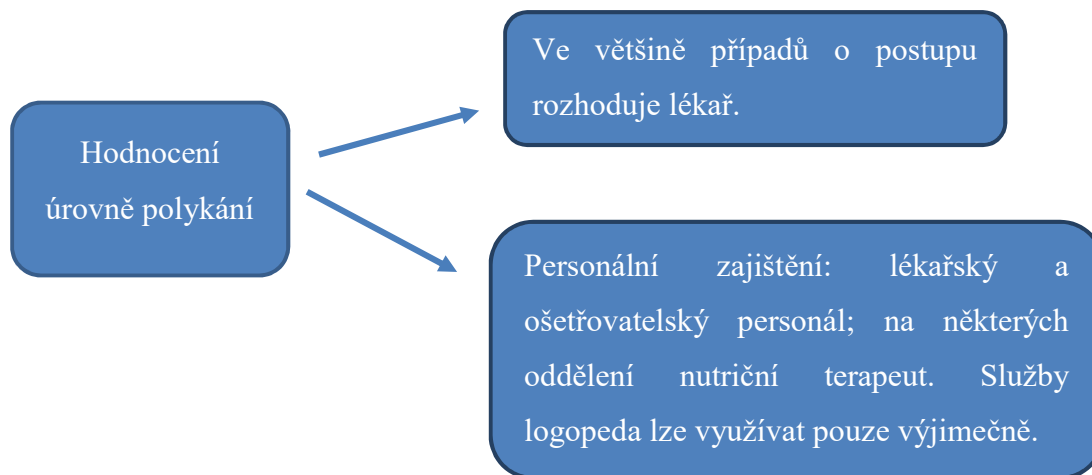 Hodnocení
úrovně polykání
Ve většině případů o postupu
rozhoduje lékař.
Personální zajištění: lékařský a
ošetřovatelský personál; na některých
oddělení nutriční terapeut. Služby
logopeda lze využívat pouze výjimečně.